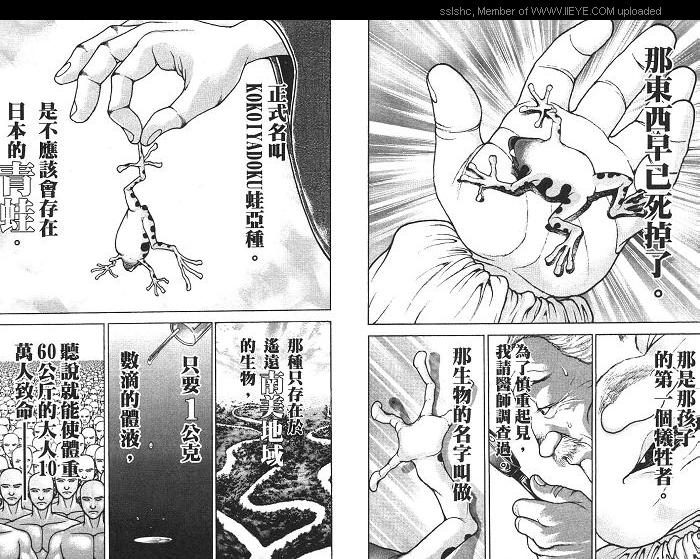 sslshc, Member of WWW.IIEYE.COM uploaded
那東西早已死掉了。
那是那孩子
的第一個犧牲者。
為了慎重起見，
我請醫師調查過。
那生物的名字叫做
正式名叫
KOKOIYADOKU蛙亞種。
是不應該會存在
日本的青蛙。
那種只存在於
遙遠南美地域
的生物，
只要1公克
數滴的體液，
聽說就能使體重
60公斤的大人10
萬人致命——